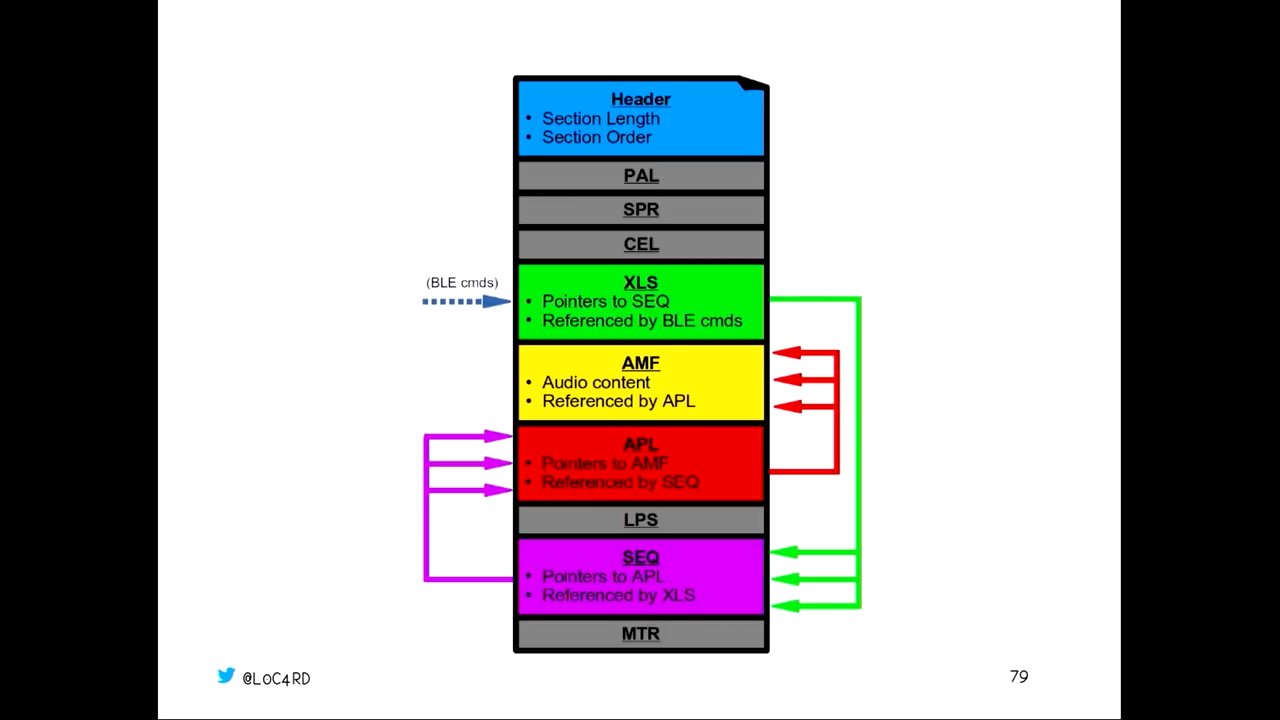 Header
• Section Length
• Section Order
PAL
SPR
CEL
(BLE cmds)
XLS
• Pointers to SEQ
• Referenced by BLE cmds
AMF
• Audio content
• Referenced by APL
APL
• Pointers to AMF
• Referenced by SEQ
LPS
SEQ
• Pointers to APL
• Referenced by XLS
MTR
@L0C4RD
79